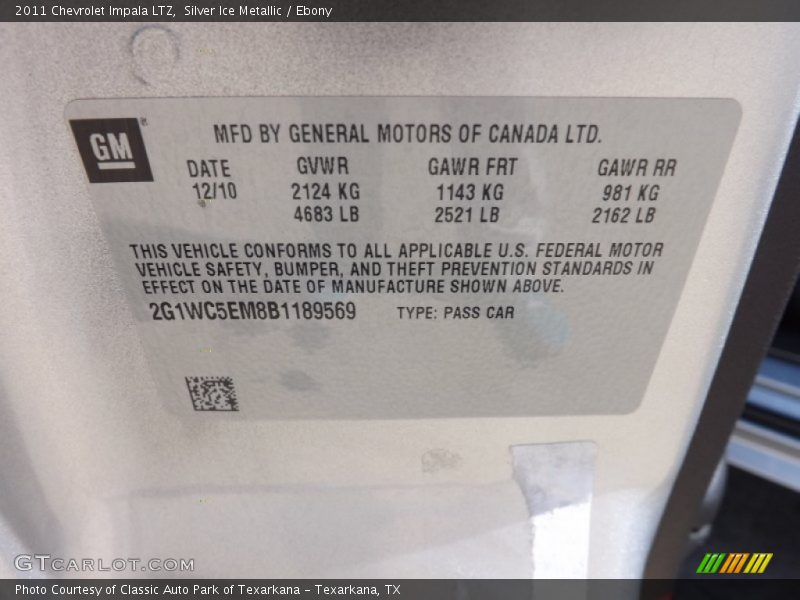 2011 Chevrolet Impala LTZ, Silver Ice Metallic / Ebony
GM
MFD BY GENERAL MOTORS OF CANADA LTD.
DATE GVWR GAWR FRT GAWR RR
12/10 2124 KG 1143 KG 981 KG
4683 LB 2521 LB 2162 LB
THIS VEHICLE CONFORMS TO ALL APPLICABLE U.S. FEDERAL MOTOR
VEHICLE SAFETY, BUMPER, AND THEFT PREVENTION STANDARDS IN
EFFECT ON THE DATE OF MANUFACTURE SHOWN ABOVE.
2G1WC5EM8B1189569 TYPE: PASS CAR
GTCARLOT.COM
Photo Courtesy of Classic Auto Park of Texarkana – Texarkana, TX